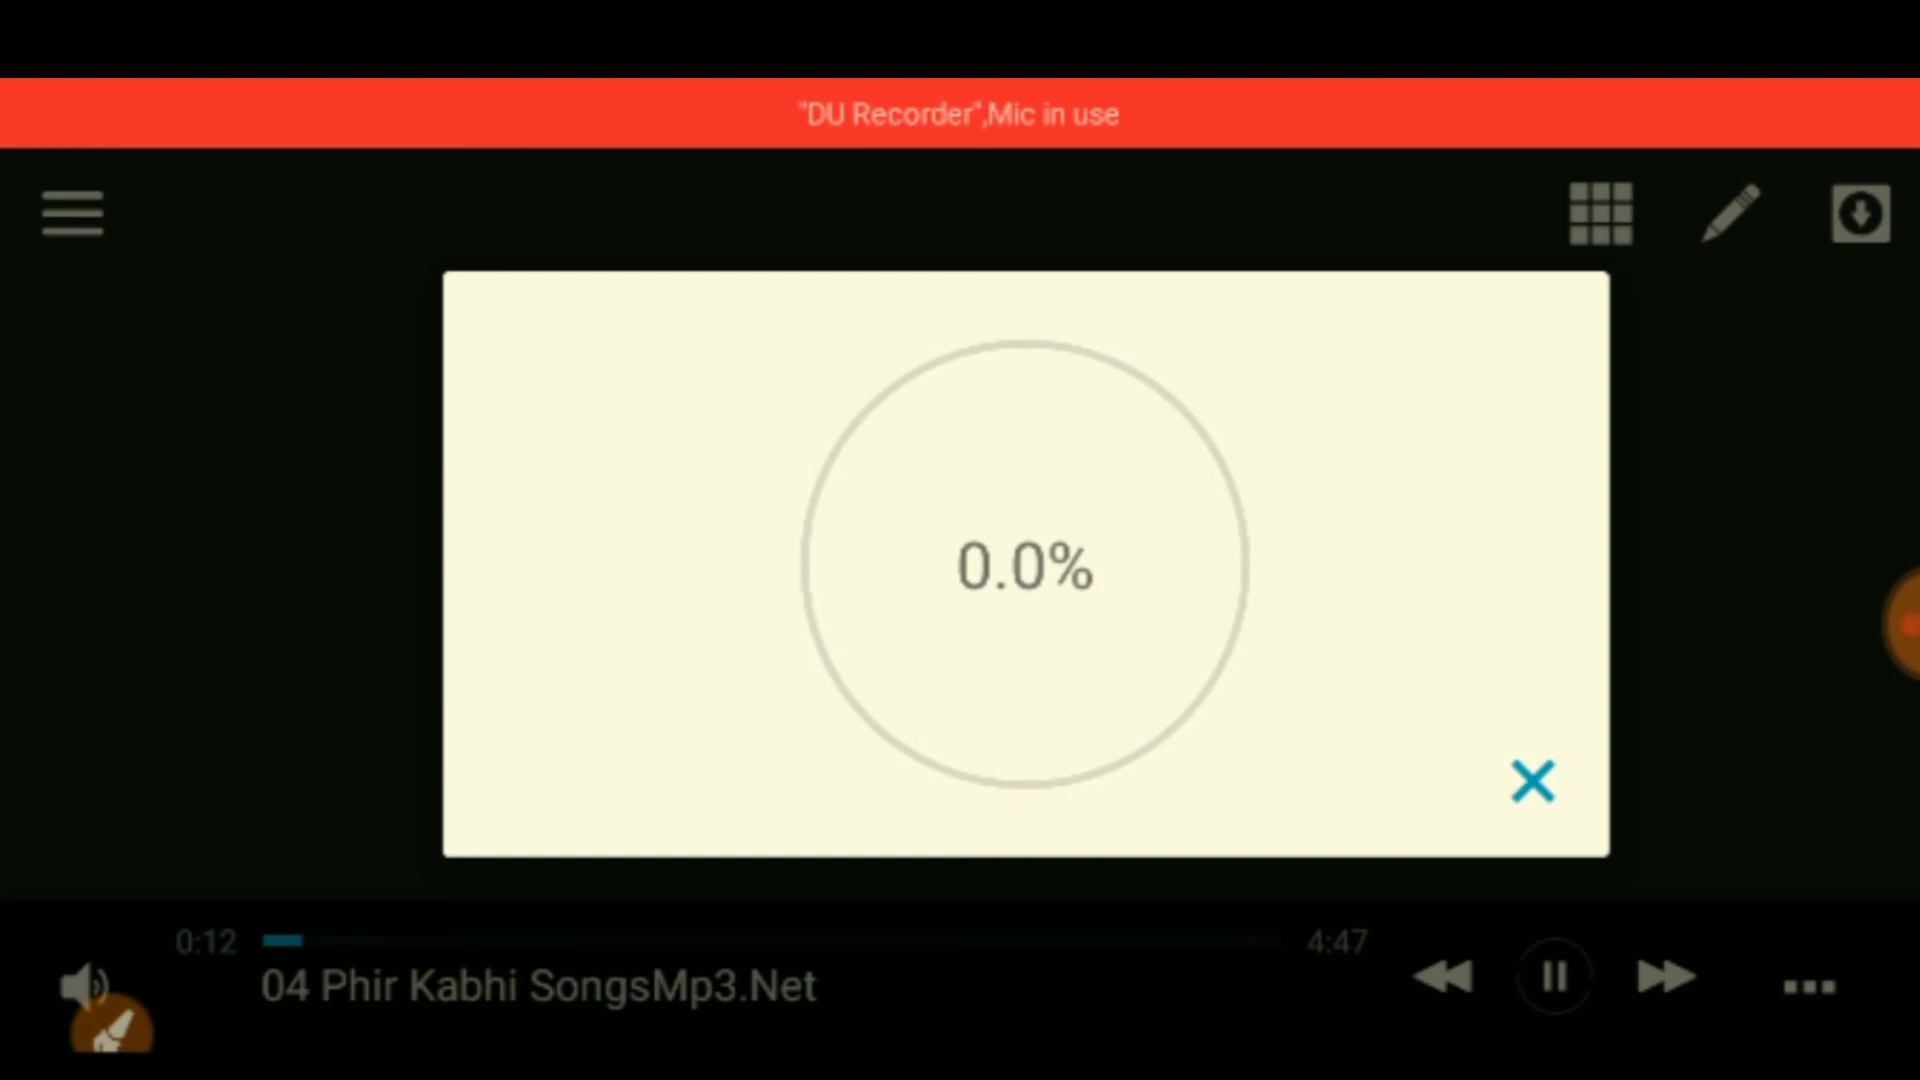 "DU Recorder",Mic in use
0.0%
0:12
4:47
04 Phir Kabhi SongsMp3.Net